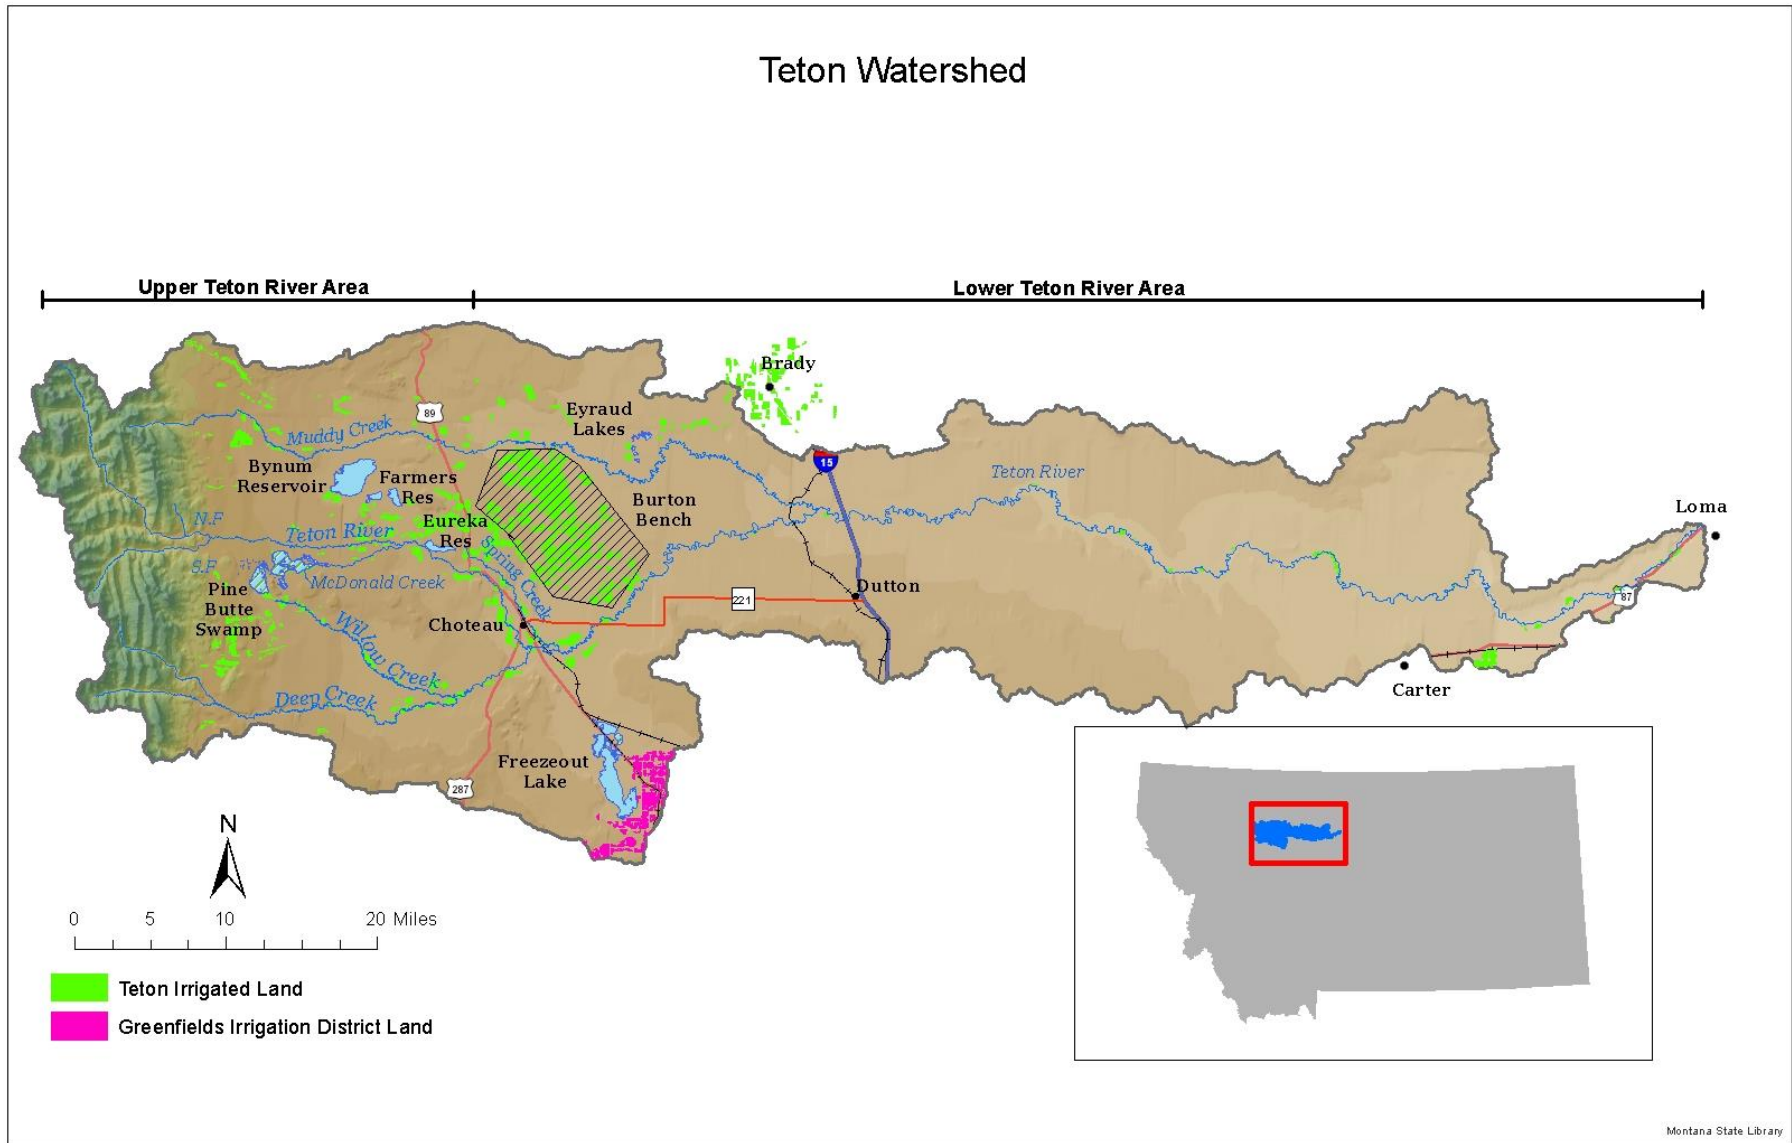 Teton Watershed
Upper Teton River Area
Lower Teton River Area
Brady
89
Eyraud
Lakes
Muddy Creek
15
Teton River
Bynum
Reservoir
Farmers
Res
Burton
Bench
Loma
N.F
Teton River
Eureka
Res
Spring Creek
S.F
McDonald Creek
Pine
Butte
Swamp
Dutton
221
87
Choteau
Willow Creek
Deep Creek
Carter
Freezeout
Lake
287
N
0 5 10 20 Miles
Teton Irrigated Land
Greenfields Irrigation District Land
Montana State Library